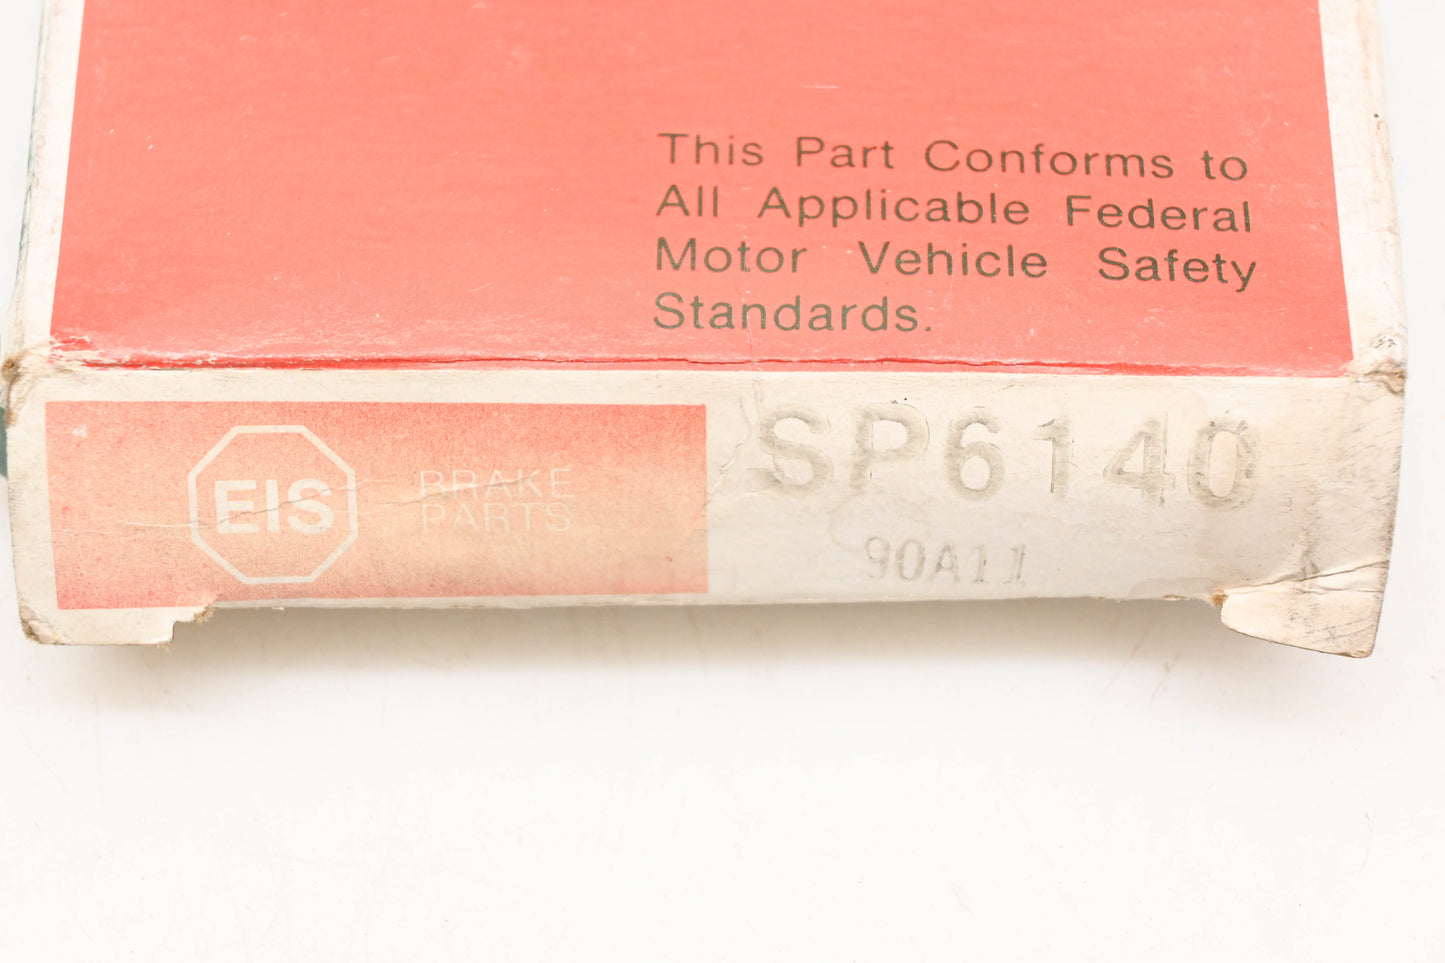 This Part Conforms to
All Applicable Federal
Motor Vehicle Safety
Standards.
EIS
BRAKE
PARTS
SP6140
90A11